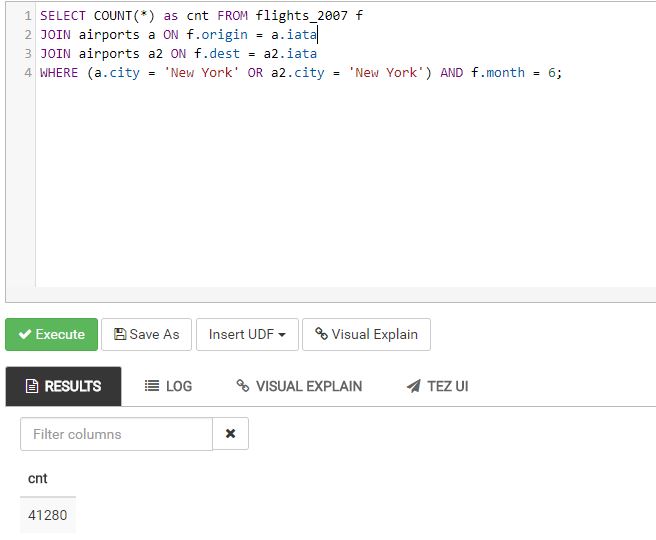 1 SELECT COUNT(*) as cnt FROM flights_2007 f
2 JOIN airports a ON f.origin = a.iata
3 JOIN airports a2 ON f.dest = a2.iata
4 WHERE (a.city = 'New York' OR a2.city = 'New York') AND f.month = 6;
Execute Save As Insert UDF Visual Explain
RESULTS LOG VISUAL EXPLAIN TEZ UI
Filter columns
cnt
41280